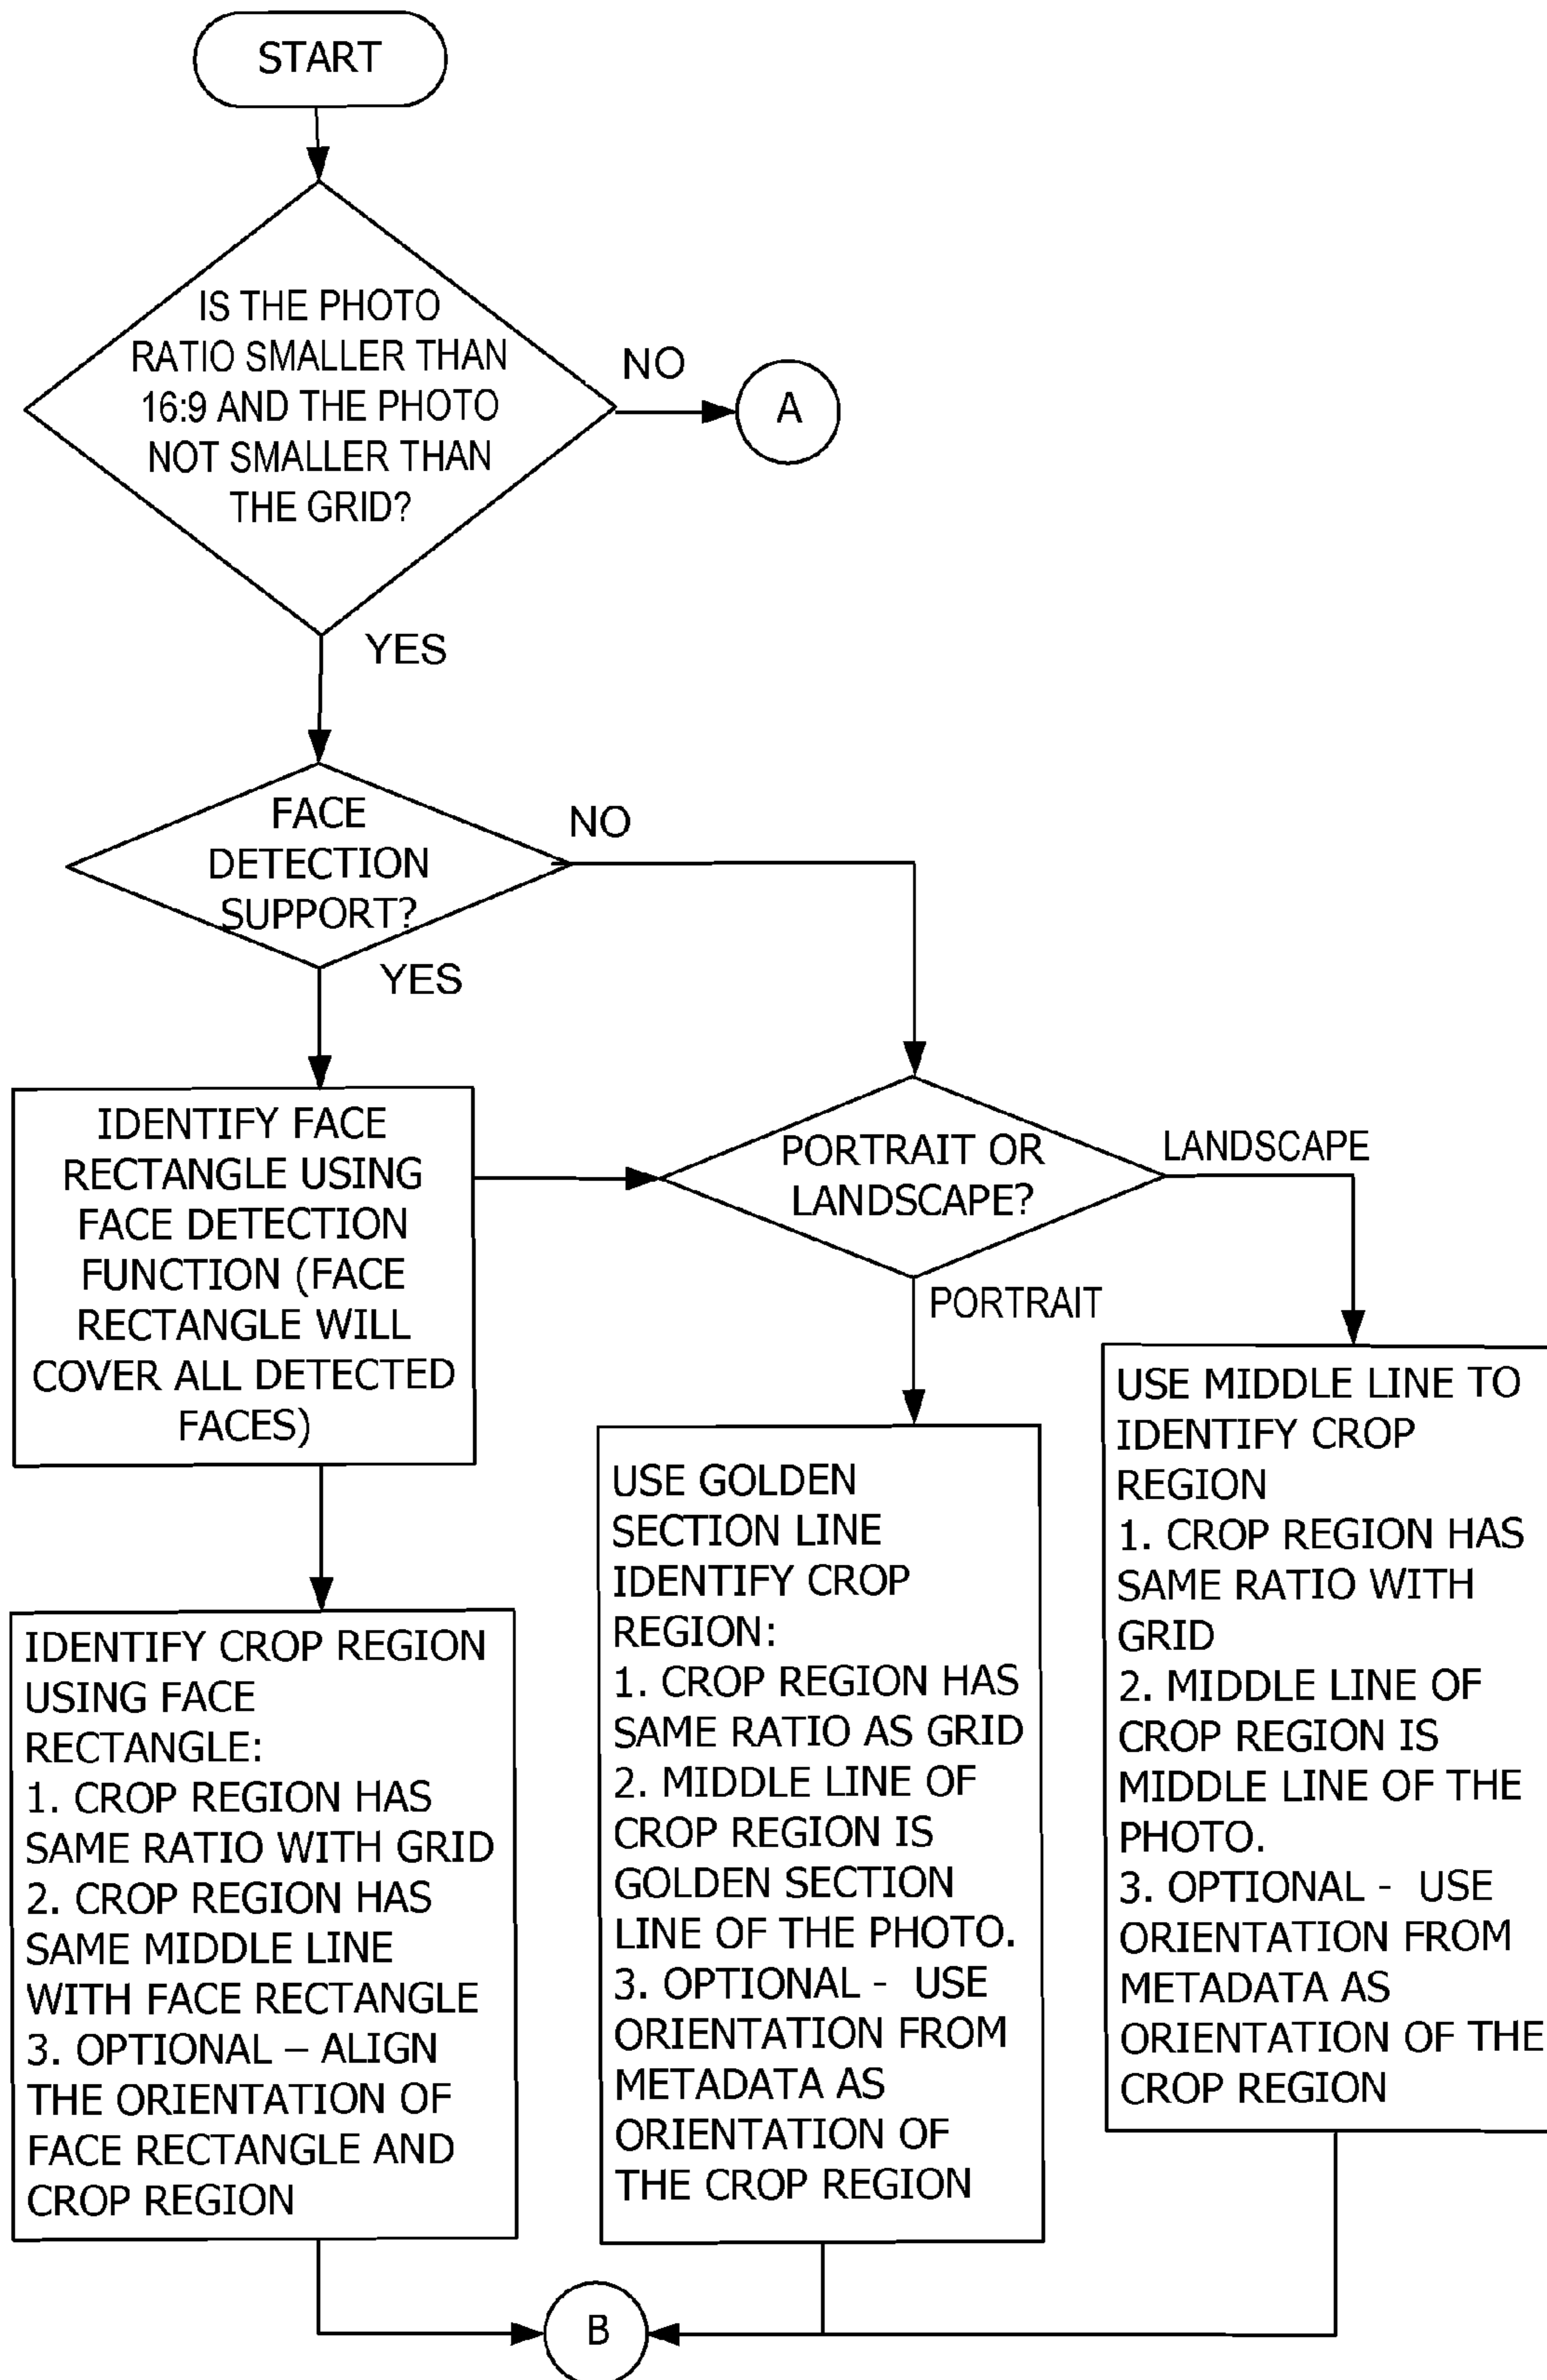 START
IS THE PHOTO
RATIO SMALLER THAN
16:9 AND THE PHOTO
NOT SMALLER THAN
THE GRID?
NO
A
YES
FACE
DETECTION
SUPPORT?
NO
YES
IDENTIFY FACE
RECTANGLE USING
FACE DETECTION
FUNCTION (FACE
RECTANGLE WILL
COVER ALL DETECTED
FACES)
PORTRAIT OR
LANDSCAPE?
LANDSCAPE
PORTRAIT
IDENTIFY CROP REGION
USING FACE
RECTANGLE:
1. CROP REGION HAS
SAME RATIO WITH GRID
2. CROP REGION HAS
SAME MIDDLE LINE
WITH FACE RECTANGLE
3. OPTIONAL – ALIGN
THE ORIENTATION OF
FACE RECTANGLE AND
CROP REGION
USE GOLDEN
SECTION LINE
IDENTIFY CROP
REGION:
1. CROP REGION HAS
SAME RATIO AS GRID
2. MIDDLE LINE OF
CROP REGION IS
GOLDEN SECTION
LINE OF THE PHOTO.
3. OPTIONAL - USE
ORIENTATION FROM
METADATA AS
ORIENTATION OF
THE CROP REGION
USE MIDDLE LINE TO
IDENTIFY CROP
REGION
1. CROP REGION HAS
SAME RATIO WITH
GRID
2. MIDDLE LINE OF
CROP REGION IS
MIDDLE LINE OF THE
PHOTO.
3. OPTIONAL - USE
ORIENTATION FROM
METADATA AS
ORIENTATION OF THE
CROP REGION
B